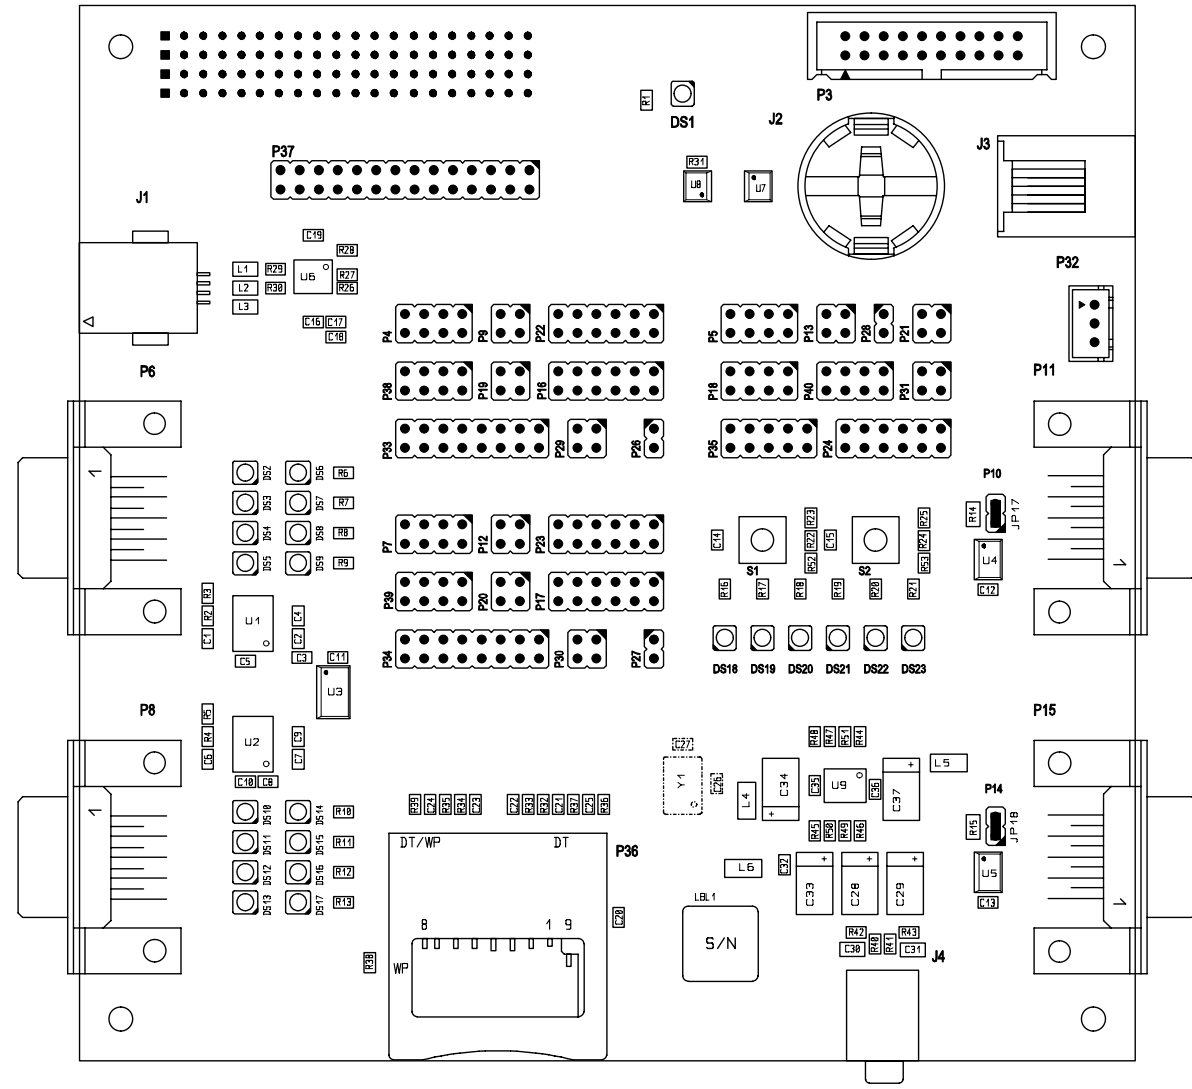 P3
R1
DS1
J2
J3
P37
R31
U8
U7
J1
P32
C19
R28
L1
R29
U6
R27
L2
R30
R26
L3
C16
C17
C18
P4
P9
P22
P5
P13
P28
P21
P6
P11
P38
P19
P16
P18
P40
P31
P33
P29
P26
P35
P24
1
DS2
DS6
R6
DS3
DS7
R7
DS4
DS8
R8
DS5
DS9
R9
P10
R14
JP17
U4
C12
1
P7
P12
P23
C14
S1
R23
R22
R52
C15
S2
R25
R24
R53
P39
P20
P17
R16
R17
R18
R19
R20
R21
R3
R2
C1
U1
C4
C2
C5
C3
C11
U3
P34
P30
P27
DS18
DS19
DS20
DS21
DS22
DS23
P8
P15
R5
R4
C6
U2
C9
C7
C10
C8
C27
Y1
C26
R48
R47
R51
R44
L4
C34
C35
U9
C36
C37
L5
R45
R50
R49
R46
P14
R15
JP18
U5
C13
1
1
DS10
DS14
R10
DS11
DS15
R11
DS12
DS16
R12
DS13
DS17
R13
R39
C24
R35
R34
C23
C22
R33
R32
C21
R37
C25
R36
DT/WP
DT
P36
L6
C32
C33
C28
C29
LBL1
S/N
8
1
9
C20
WP
R38
R42
R43
C30
R40
R41
C31
J4